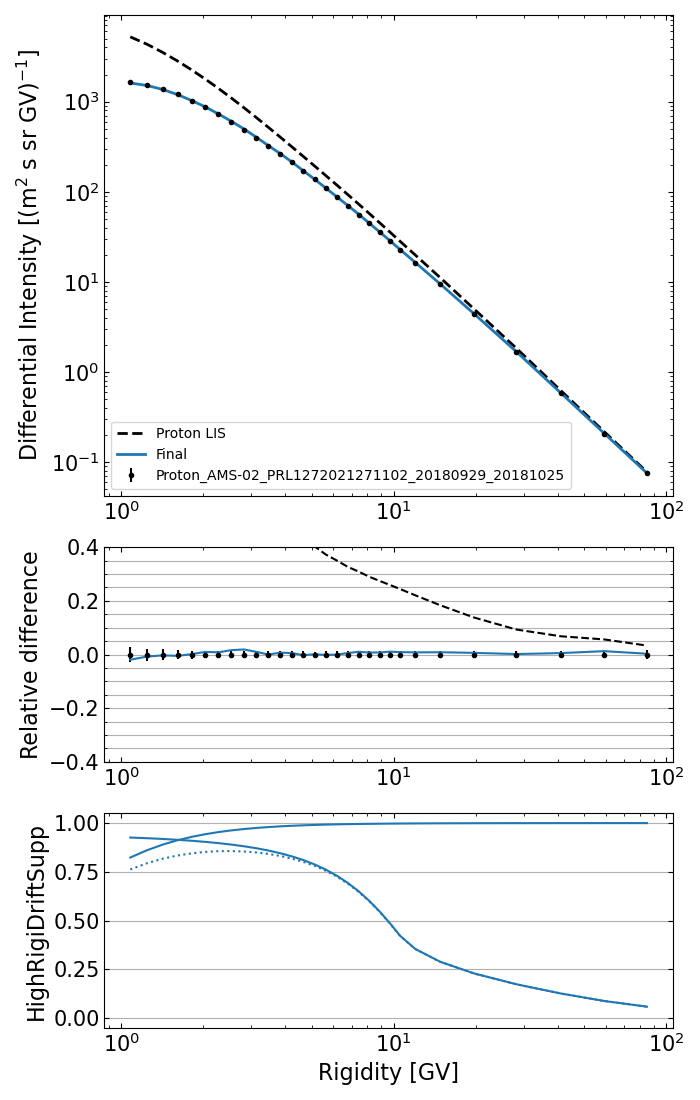 Differential Intensity [(m² s sr GV)⁻¹]
10³
10²
10¹
10⁰
10⁻¹
Proton LIS
Final
Proton_AMS-02_PRL1272021271102_20180929_20181025
10⁰ 10¹ 10²
Relative difference
0.4
0.2
0.0
−0.2
−0.4
10⁰ 10¹ 10²
HighRigiDriftSupp
1.00
0.75
0.50
0.25
0.00
10⁰ 10¹ 10²
Rigidity [GV]